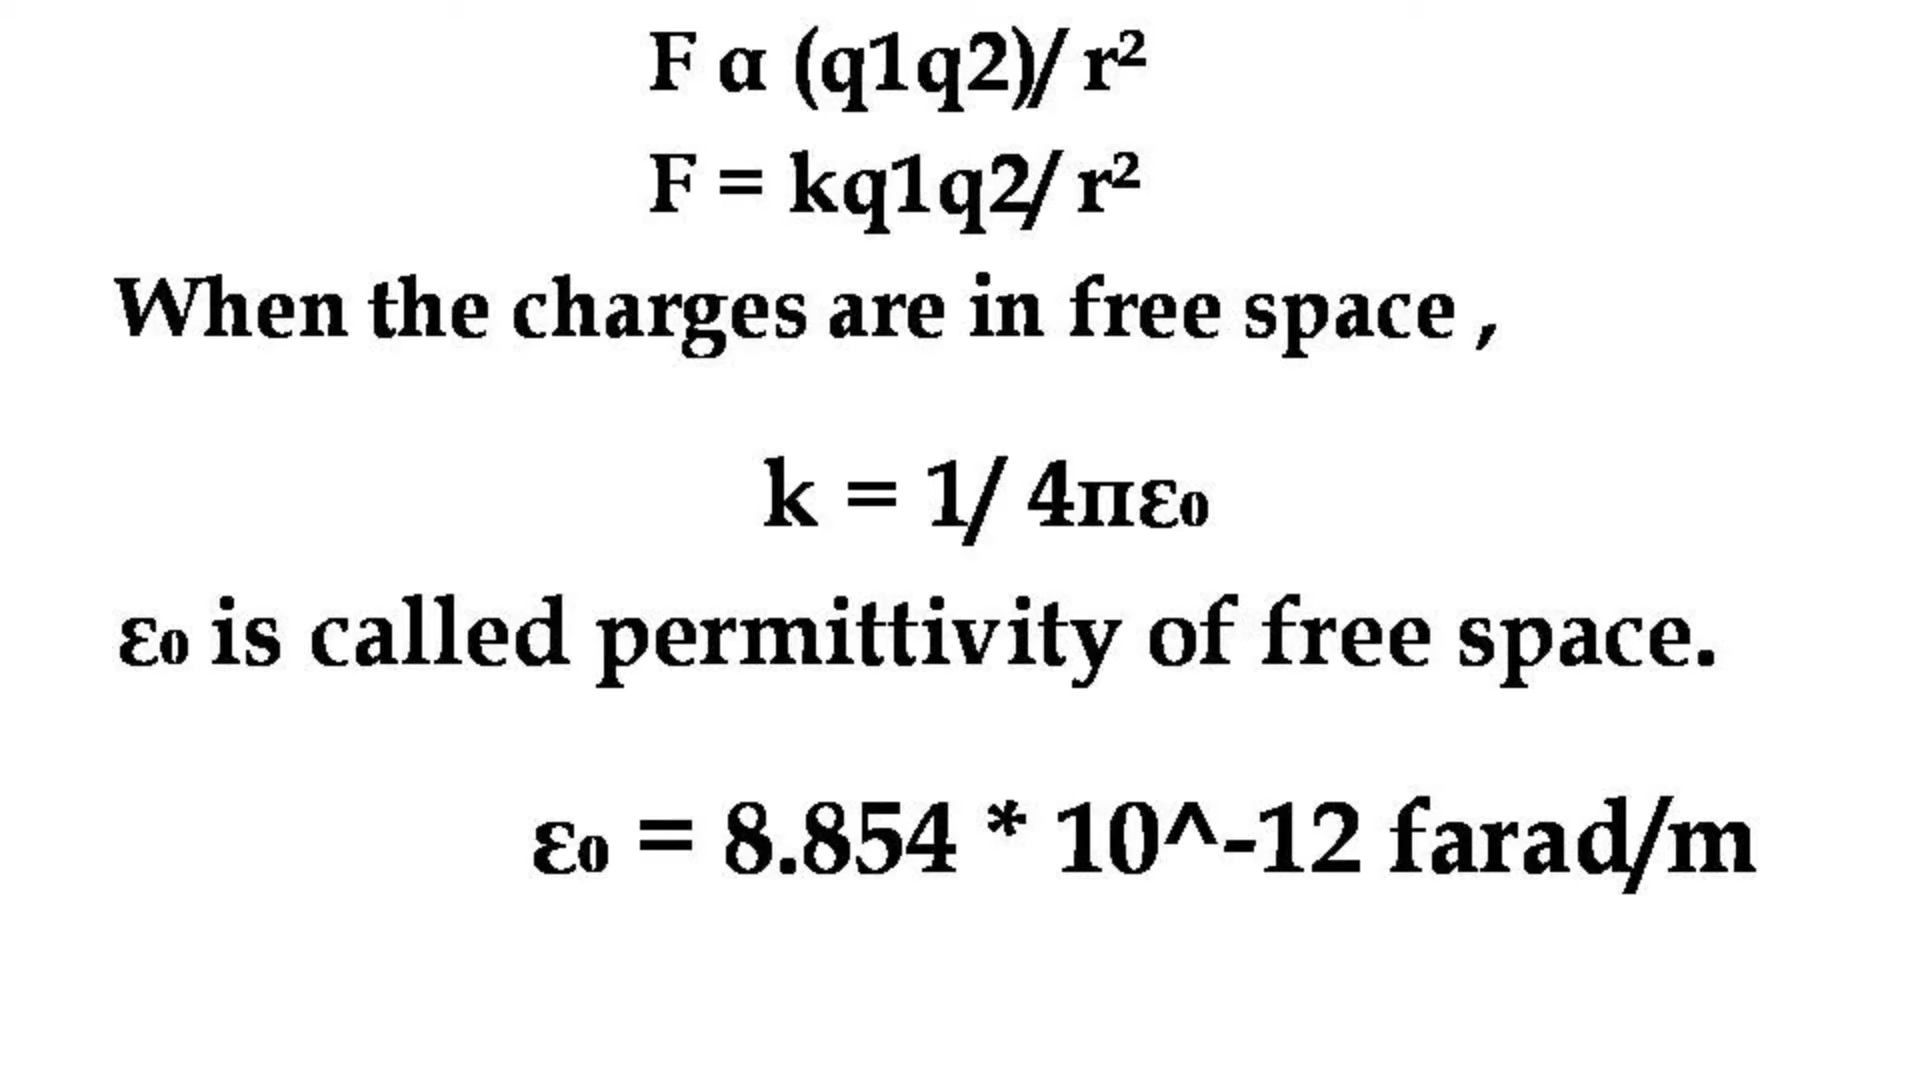 F α (q1q2)/ r²
F = kq1q2/ r²
When the charges are in free space ,
k = 1/ 4πε₀
ε₀ is called permittivity of free space.
ε₀ = 8.854 * 10^-12 farad/m